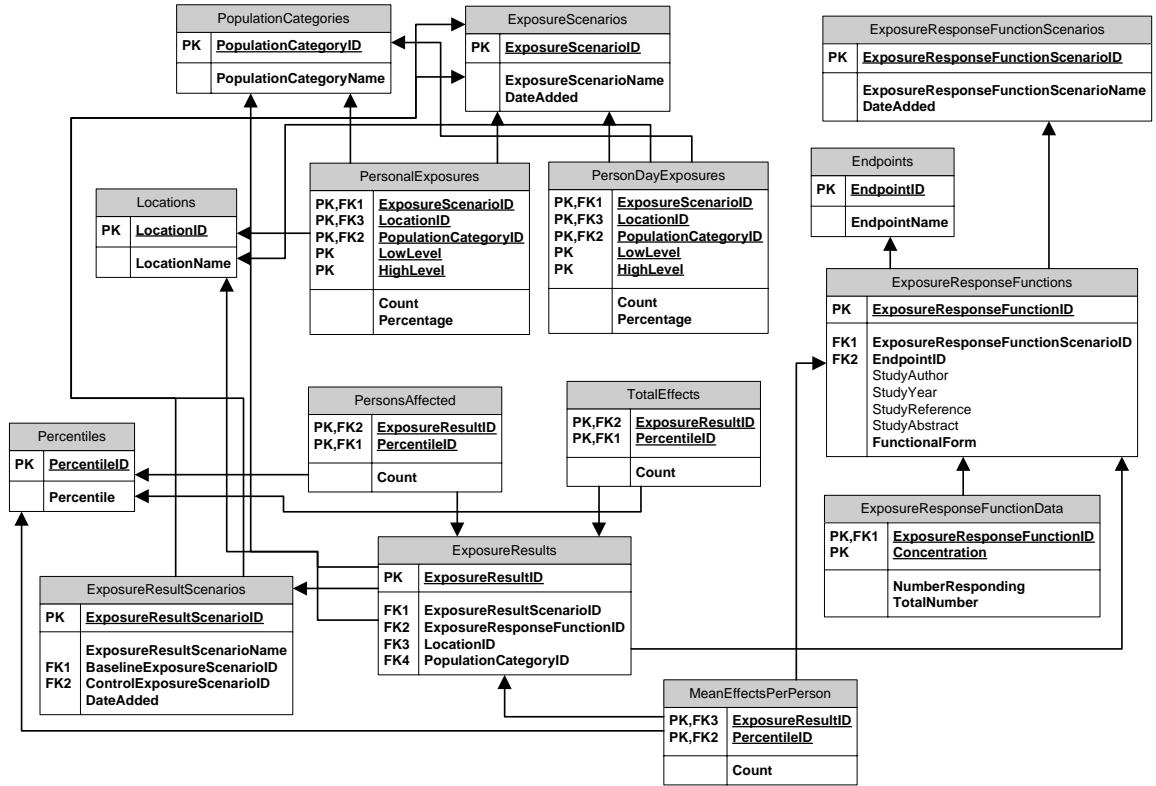 PopulationCategories
PK PopulationCategoryID
PopulationCategoryName
ExposureScenarios
PK ExposureScenarioID
ExposureScenarioName
DateAdded
ExposureResponseFunctionScenarios
PK ExposureResponseFunctionScenarioID
ExposureResponseFunctionScenarioName
DateAdded
Locations
PK LocationID
LocationName
PersonalExposures
PK,FK1 ExposureScenarioID
PK,FK3 LocationID
PK,FK2 PopulationCategoryID
PK LowLevel
PK HighLevel
Count
Percentage
PersonDayExposures
PK,FK1 ExposureScenarioID
PK,FK3 LocationID
PK,FK2 PopulationCategoryID
PK LowLevel
PK HighLevel
Count
Percentage
Endpoints
PK EndpointID
EndpointName
ExposureResponseFunctions
PK ExposureResponseFunctionID
FK1 ExposureResponseFunctionScenarioID
FK2 EndpointID
StudyAuthor
StudyYear
StudyReference
StudyAbstract
FunctionalForm
Percentiles
PK PercentileID
Percentile
PersonsAffected
PK,FK2 ExposureResultID
PK,FK1 PercentileID
Count
TotalEffects
PK,FK2 ExposureResultID
PK,FK1 PercentileID
Count
ExposureResponseFunctionData
PK,FK1 ExposureResponseFunctionID
PK Concentration
NumberResponding
TotalNumber
ExposureResultScenarios
PK ExposureResultScenarioID
ExposureResultScenarioName
FK1 BaselineExposureScenarioID
FK2 ControlExposureScenarioID
DateAdded
ExposureResults
PK ExposureResultID
FK1 ExposureResultScenarioID
FK2 ExposureResponseFunctionID
FK3 LocationID
FK4 PopulationCategoryID
MeanEffectsPerPerson
PK,FK3 ExposureResultID
PK,FK2 PercentileID
Count